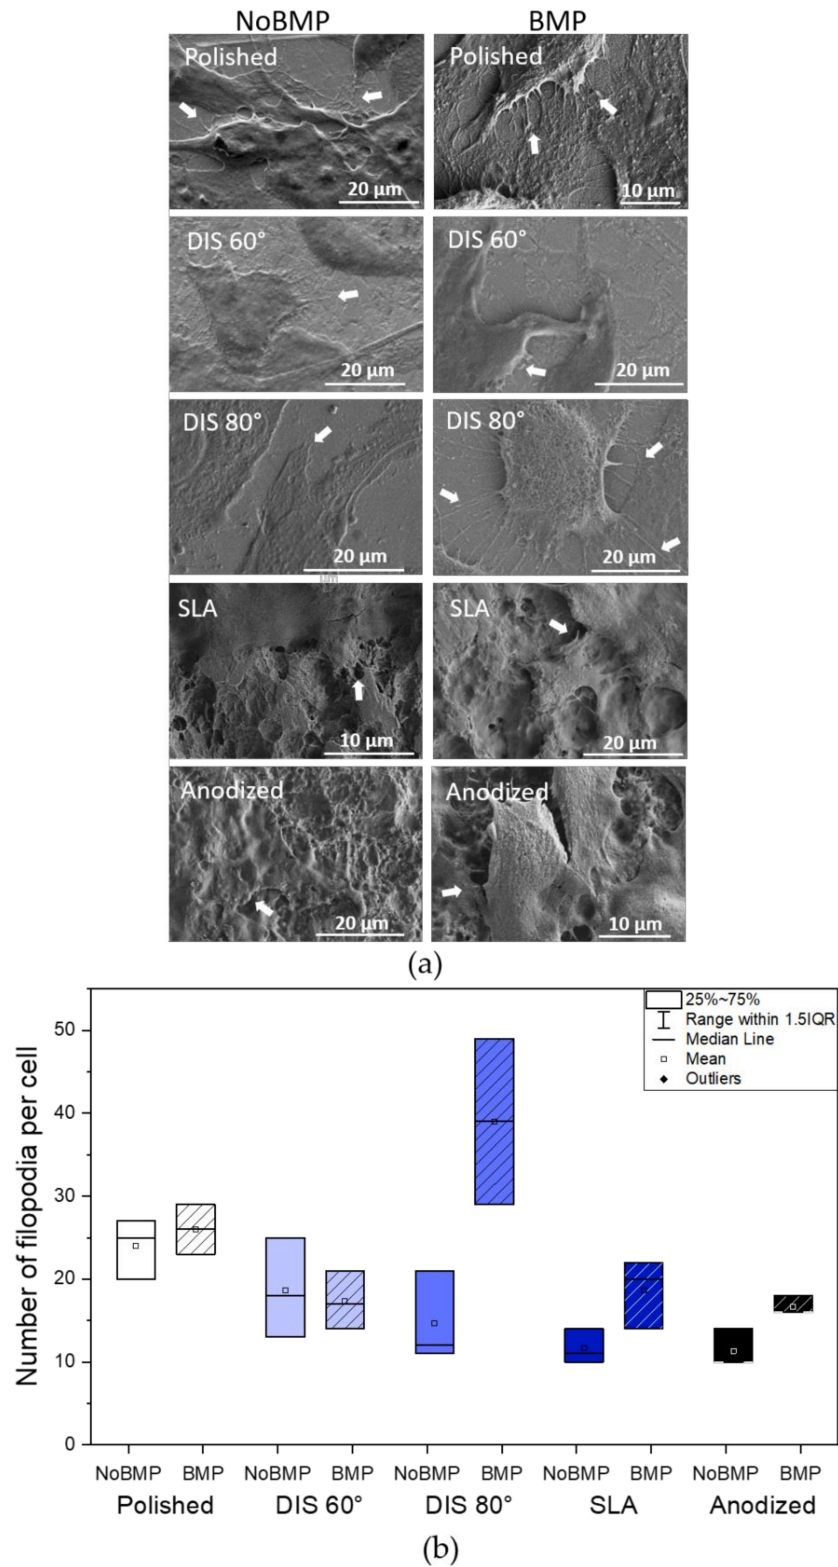 NoBMP BMP
Polished Polished
20 µm 10 µm
DIS 60° DIS 60°
20 µm 20 µm
DIS 80° DIS 80°
20 µm 20 µm
µm
SLA SLA
10 µm 20 µm
Anodized Anodized
20 µm 10 µm
(a)
25%~75%
Range within 1.5IQR
Median Line
Mean
Outliers
Number of filopodia per cell
50
40
30
20
10
0
NoBMP BMP NoBMP BMP NoBMP BMP NoBMP BMP NoBMP BMP
Polished DIS 60° DIS 80° SLA Anodized
(b)